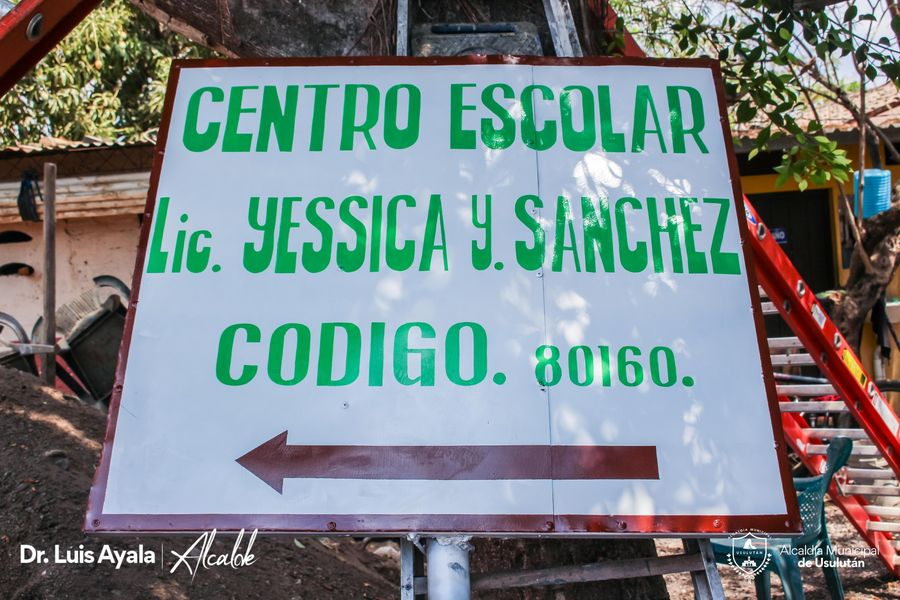 CENTRO ESCOLAR
Lic. YESSICA Y. SANCHEZ
CODIGO. 80160.
Dr. Luis Ayala | Alcalde
Alcaldía Municipal
de Usulután